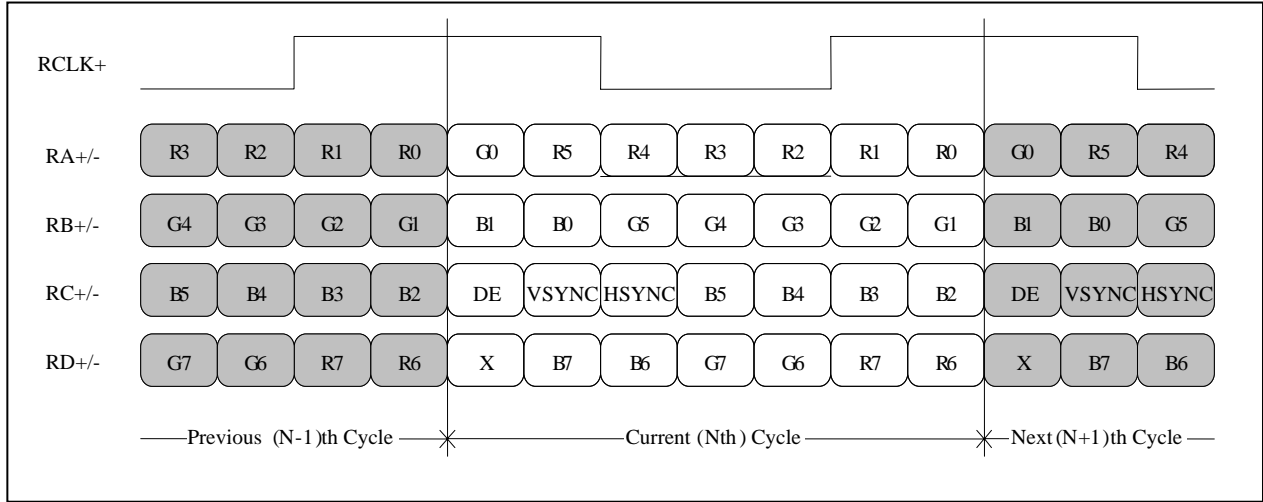 RCLK+
RA+/- R3 R2 R1 R0 G0 R5 R4 R3 R2 R1 R0 G0 R5 R4
RB+/- G4 G3 G2 G1 B1 B0 G5 G4 G3 G2 G1 B1 B0 G5
RC+/- B5 B4 B3 B2 DE VSYNC HSYNC B5 B4 B3 B2 DE VSYNC HSYNC
RD+/- G7 G6 R7 R6 X B7 B6 G7 G6 R7 R6 X B7 B6
Previous (N-1)th Cycle Current (Nth) Cycle Next (N+1)th Cycle